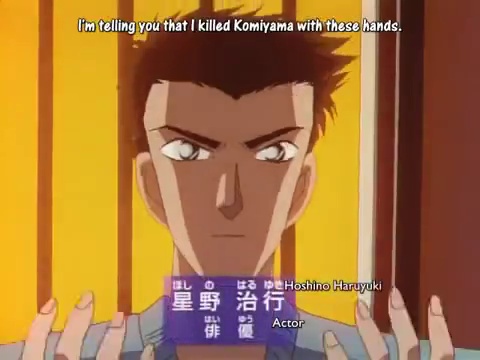 I'm telling you that I killed Komiyama with these hands.
ほし の はる ゆき
星野 治行
Hoshino Haruyuki
はい ゆう
俳優
Actor